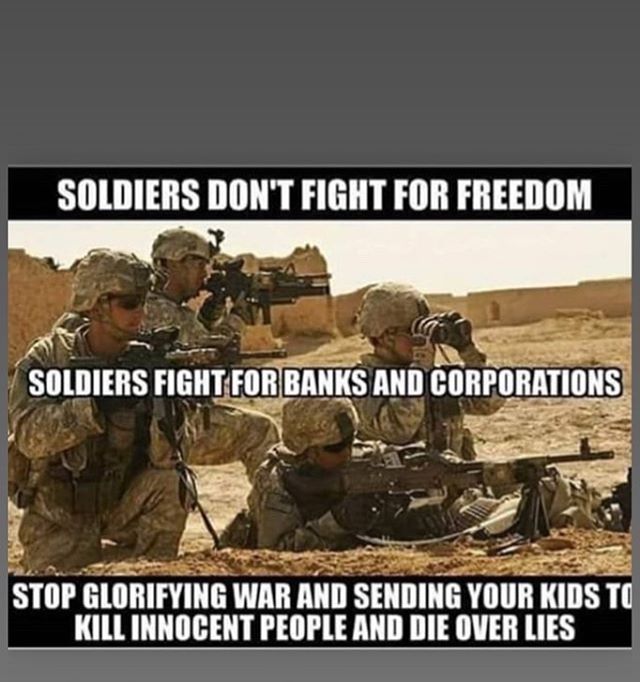 SOLDIERS DON'T FIGHT FOR FREEDOM
SOLDIERS FIGHT FOR BANKS AND CORPORATIONS
STOP GLORIFYING WAR AND SENDING YOUR KIDS TO
KILL INNOCENT PEOPLE AND DIE OVER LIES